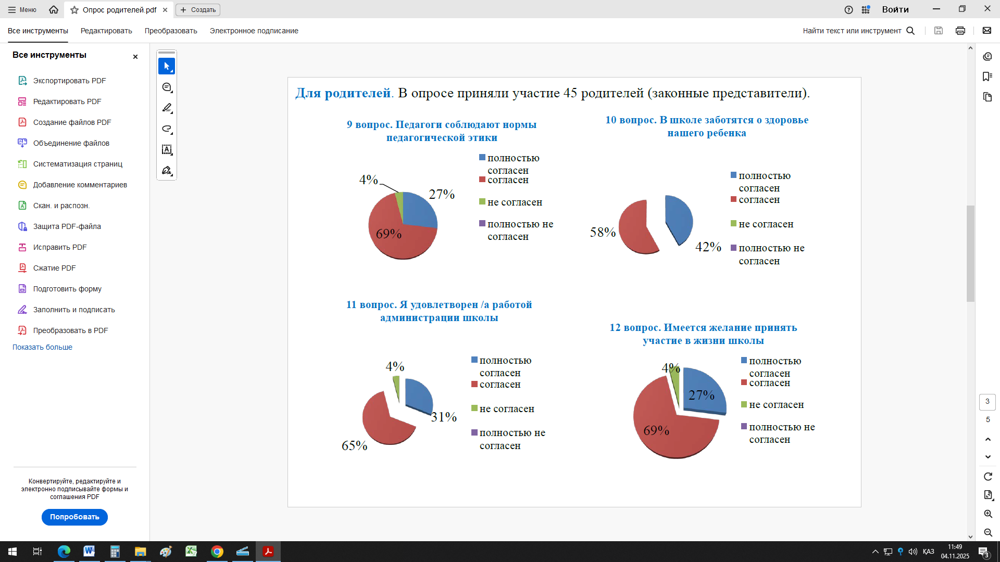 Меню
Опрос родителей.pdf
Создать
Войти
Все инструменты
Редактировать
Преобразовать
Электронное подписание
Найти текст или инструмент
Все инструменты
Экспортировать PDF
Редактировать PDF
Создание файлов PDF
Объединение файлов
Систематизация страниц
Добавление комментариев
Скан. и распозн.
Защита PDF-файла
Исправить PDF
Сжатие PDF
Подготовить форму
Заполнить и подписать
Преобразовать в PDF
Показать больше
Конвертируйте, редактируйте и
электронно подписывайте формы и
соглашения PDF
Попробовать
Для родителей. В опросе приняли участие 45 родителей (законные представители).
9 вопрос. Педагоги соблюдают нормы
педагогической этики
4%
27%
69%
полностью
согласен
согласен
не согласен
полностью не
согласен
10 вопрос. В школе заботятся о здоровье
нашего ребенка
58%
42%
полностью
согласен
согласен
не согласен
полностью не
согласен
11 вопрос. Я удовлетворен /а работой
администрации школы
4%
31%
65%
полностью
согласен
согласен
не согласен
полностью не
согласен
12 вопрос. Имеется желание принять
участие в жизни школы
4%
27%
69%
полностью
согласен
согласен
не согласен
полностью не
согласен
3
5
ҚАЗ
11:49
04.11.2025
3